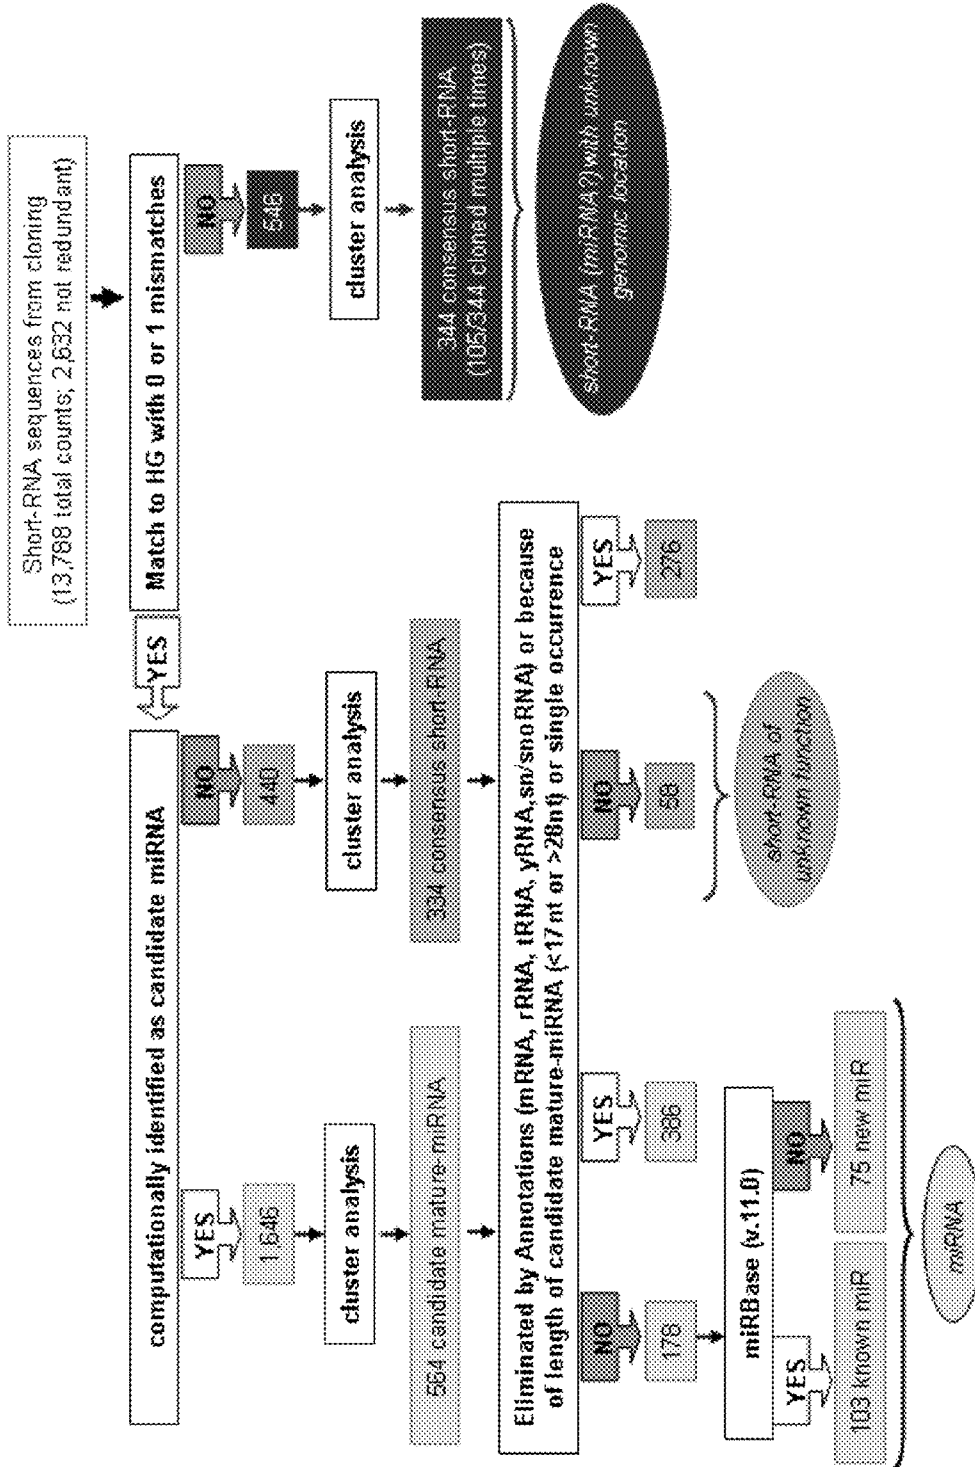 Short-RNA sequences from cloning
(13,788 total counts; 2,632 not redundant)
Match to HG with 0 or 1 mismatches
YES
NO
546
cluster analysis
344 consensus short-RNA
(105/344 cloned multiple times)
short-RNA (miRNA?) with unknown
genomic location
computationally identified as candidate miRNA
YES
NO
1,646
440
cluster analysis
cluster analysis
564 candidate mature-miRNA
334 consensus short-RNA
Eliminated by Annotations (mRNA, rRNA, tRNA, yRNA,sn/snoRNA) or because
of length of candidate mature-miRNA (<17 nt or >28nt) or single occurrence
NO
YES
NO
YES
178
386
58
276
short-RNA of
unknown function
miRBase (v.11.0)
YES
NO
103 known miR
75 new miR
miRNA